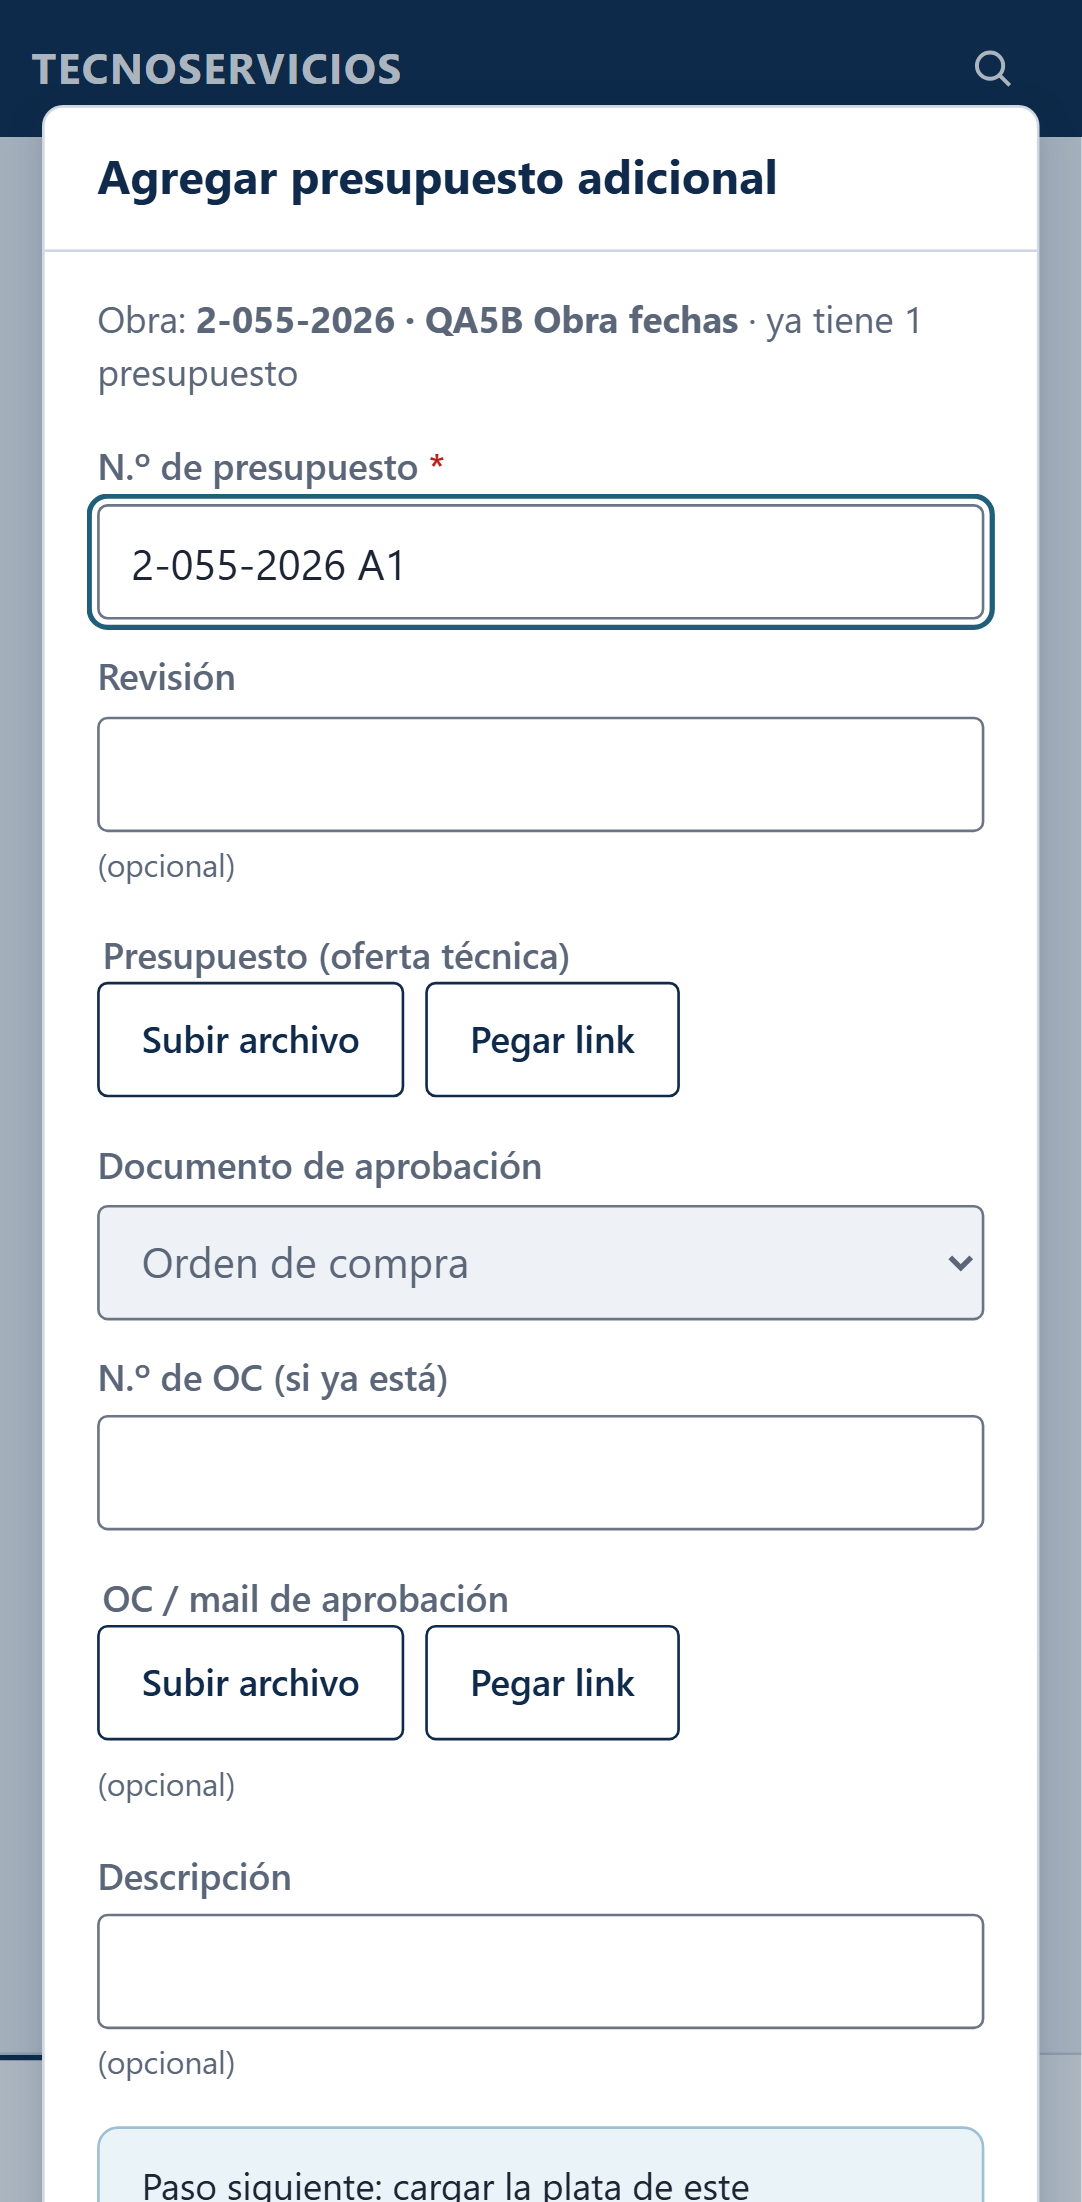 TECNOSERVICIOS
Agregar presupuesto adicional
Obra: 2-055-2026 · QA5B Obra fechas · ya tiene 1
presupuesto
N.º de presupuesto *
2-055-2026 A1
Revisión
(opcional)
Presupuesto (oferta técnica)
Subir archivo
Pegar link
Documento de aprobación
Orden de compra
N.º de OC (si ya está)
OC / mail de aprobación
Subir archivo
Pegar link
(opcional)
Descripción
(opcional)
Paso siguiente: cargar la plata de este